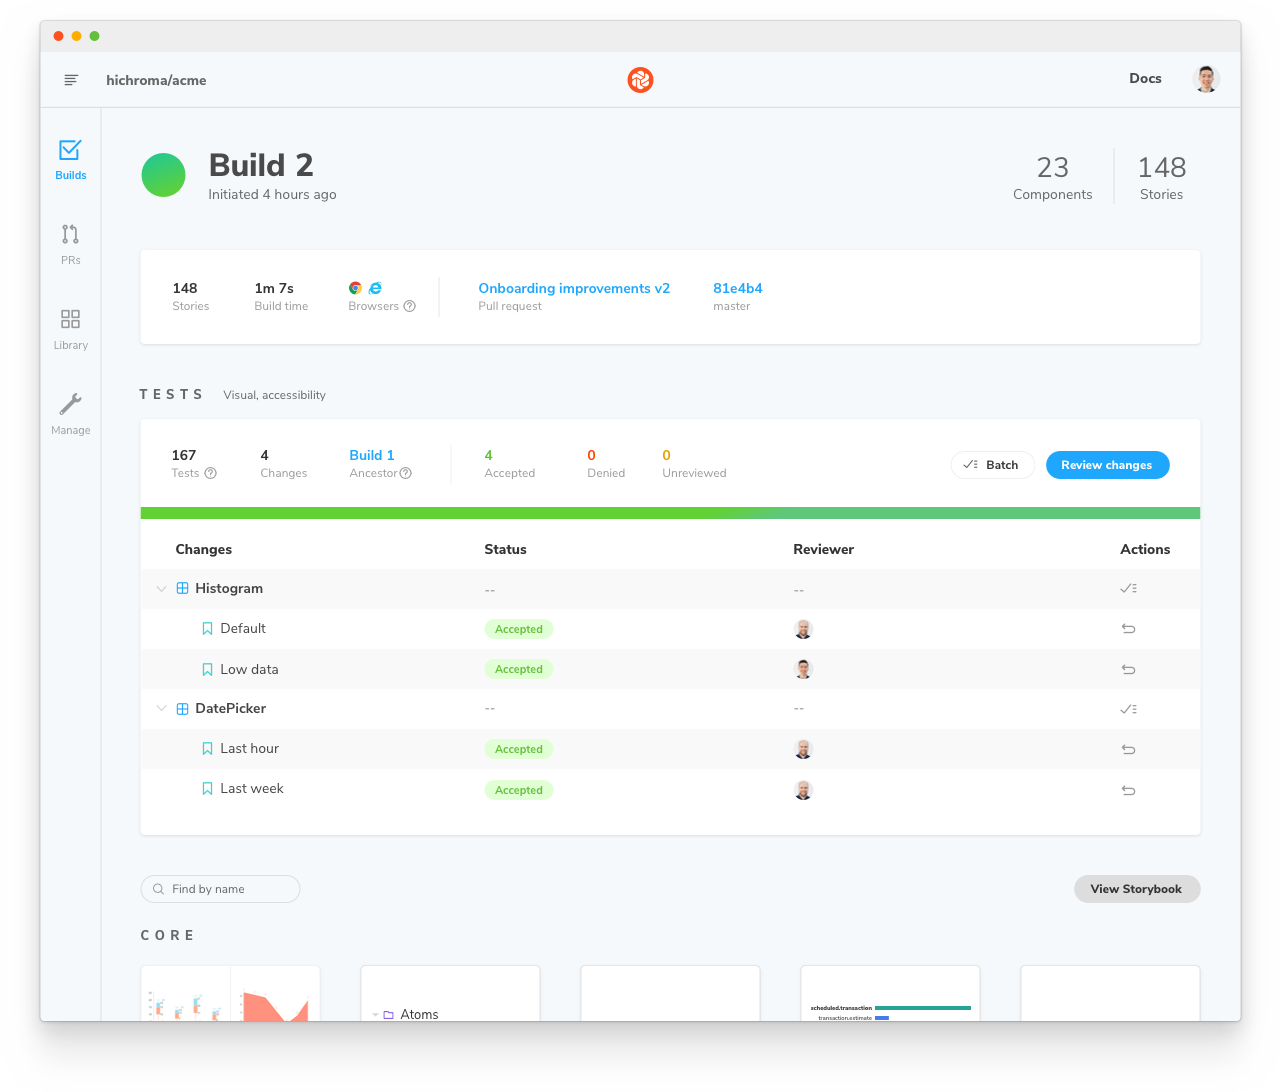 hichroma/acme
Docs
Builds
PRs
Library
Manage
Build 2
Initiated 4 hours ago
23
Components
148
Stories
148
Stories
1m 7s
Build time
Browsers ?
Onboarding improvements v2
Pull request
81e4b4
master
TESTS Visual, accessibility
167
Tests ?
4
Changes
Build 1
Ancestor ?
4
Accepted
0
Denied
0
Unreviewed
Batch
Review changes
Changes Status Reviewer Actions
Histogram -- --
Default Accepted
Low data Accepted
DatePicker -- --
Last hour Accepted
Last week Accepted
Find by name
View Storybook
CORE
Atoms
scheduled.transaction
transaction.estimate